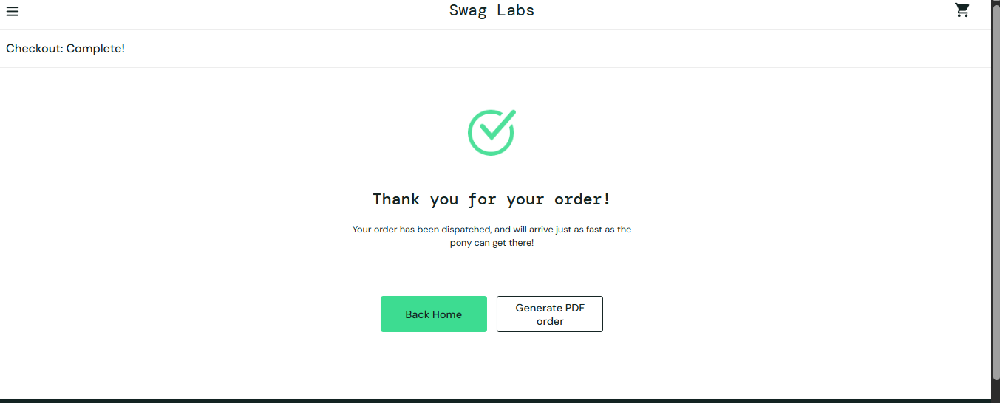 Swag Labs
Checkout: Complete!
Thank you for your order!
Your order has been dispatched, and will arrive just as fast as the
pony can get there!
Back Home
Generate PDF
order